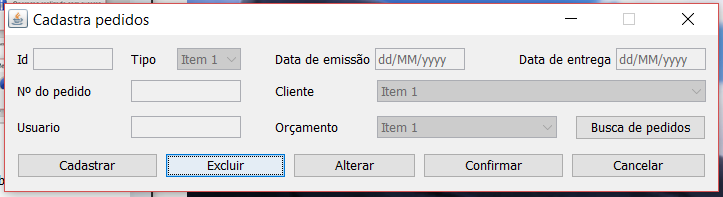 Cadastra pedidos
Id Tipo Item 1 Data de emissão dd/MM/yyyy Data de entrega dd/MM/yyyy
Nº do pedido Cliente Item 1
Usuario Orçamento Item 1 Busca de pedidos
Cadastrar Excluir Alterar Confirmar Cancelar